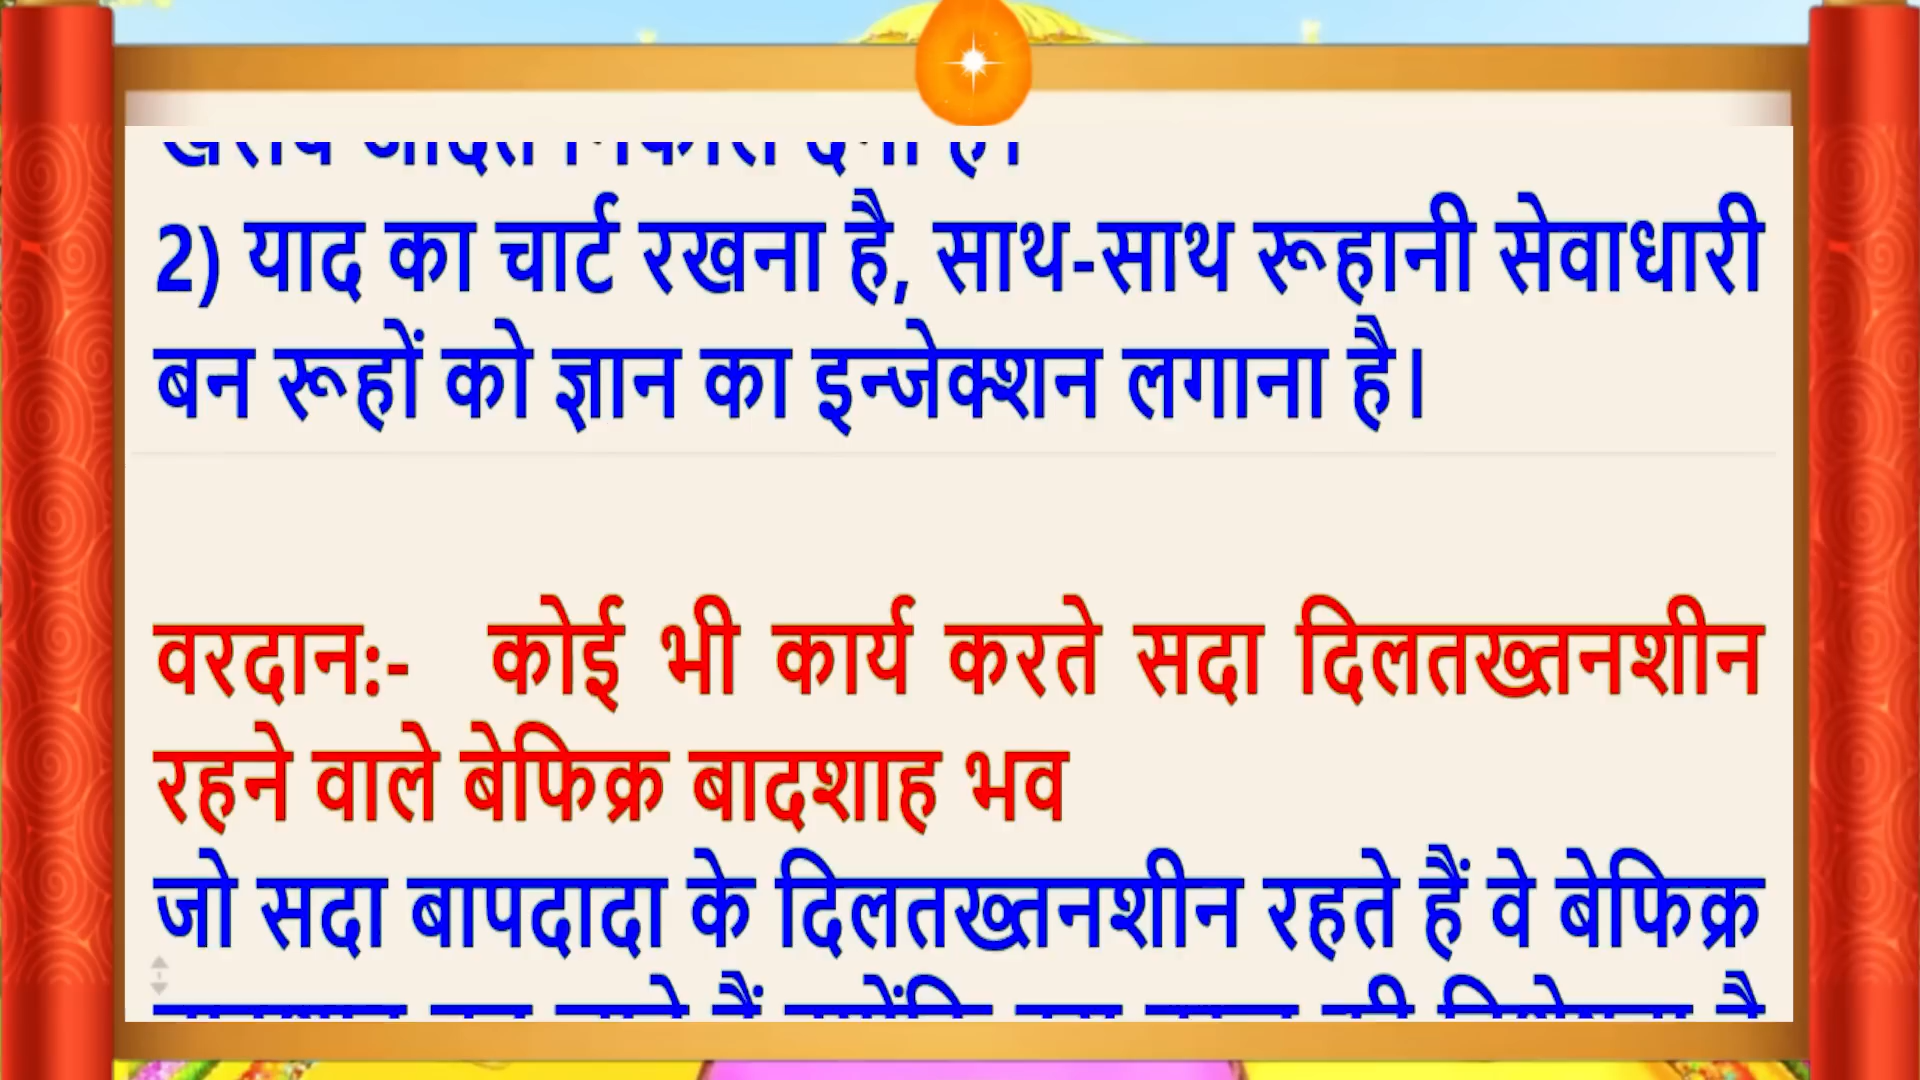 2) याद का चार्ट रखना है, साथ-साथ रूहानी सेवाधारी
बन रूहों को ज्ञान का इन्जेक्शन लगाना है।
वरदान:- कोई भी कार्य करते सदा दिलतख्तनशीन
रहने वाले बेफिक्र बादशाह भव
जो सदा बापदादा के दिलतख्तनशीन रहते हैं वे बेफिक्र